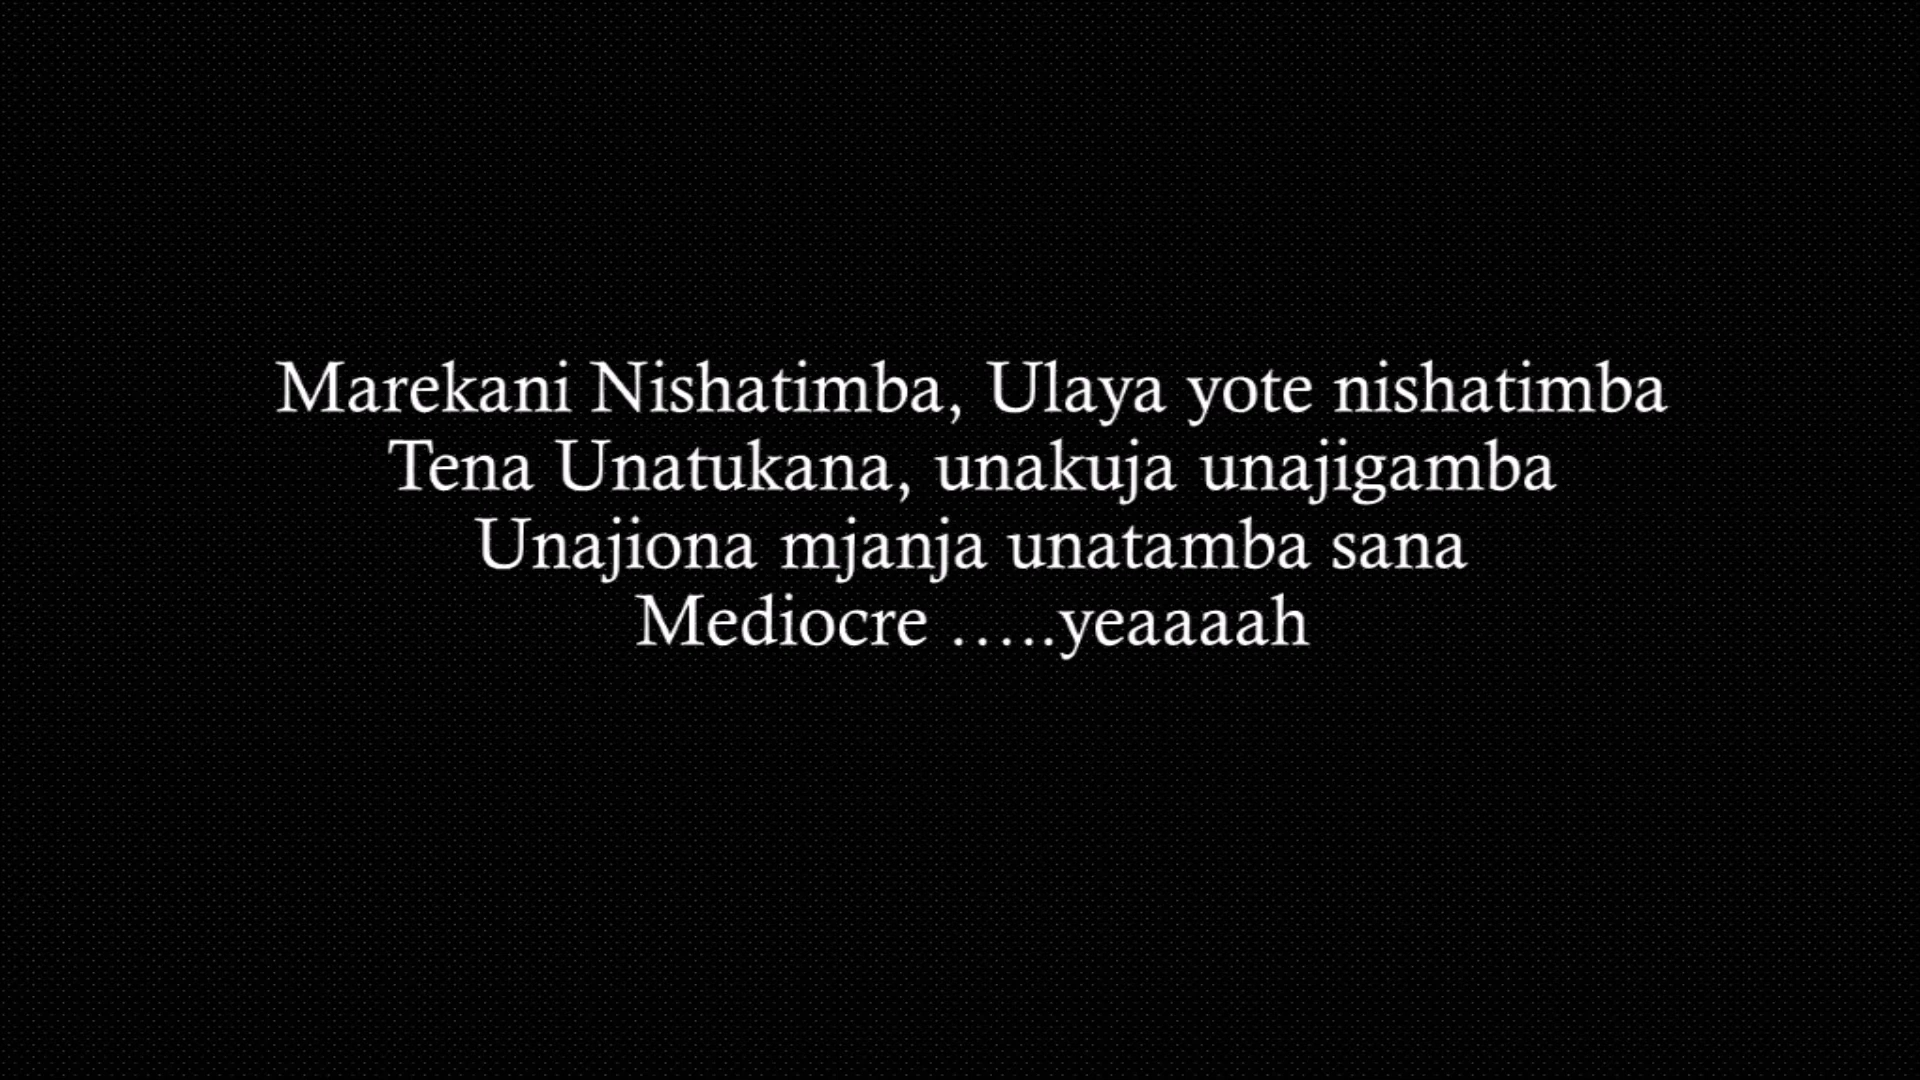 Marekani Nishatimba, Ulaya yote nishatimba
Tena Unatukana, unakuja unajigamba
Unajiona mjanja unatamba sana
Mediocre …..yeaaaah